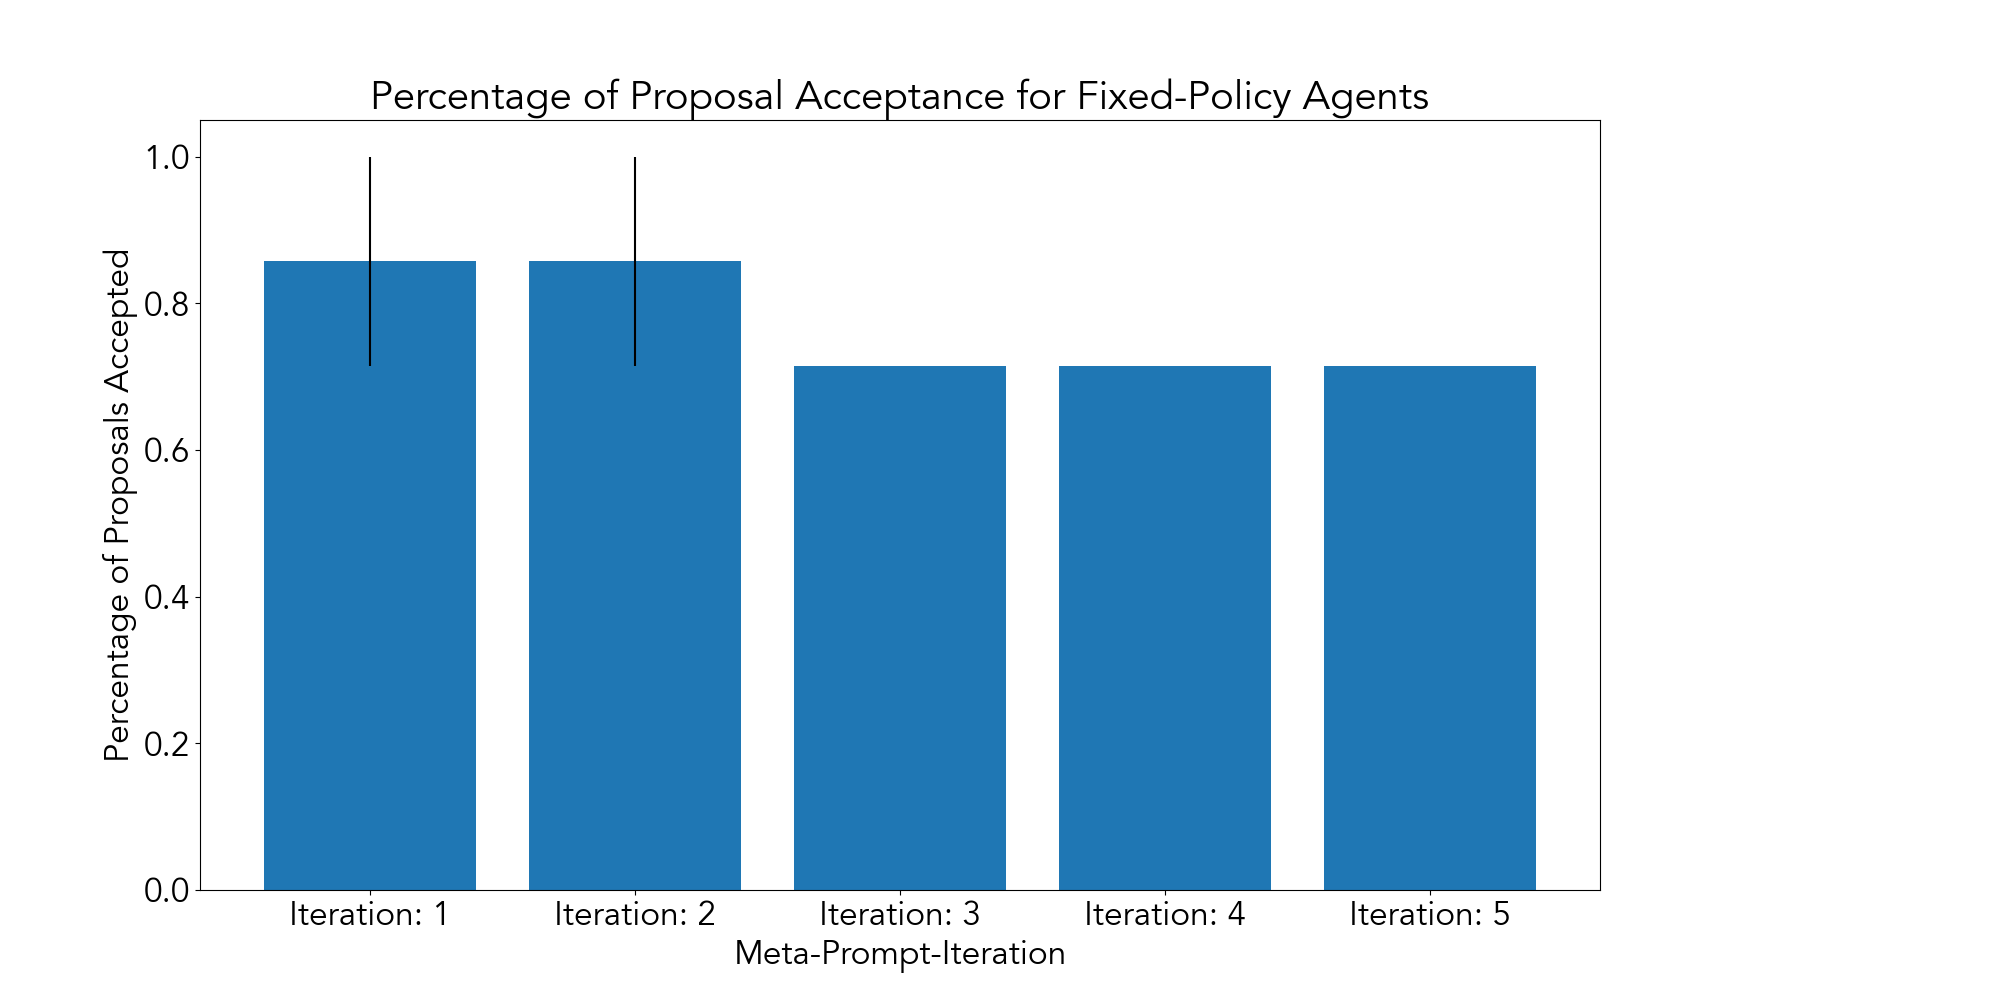 Percentage of Proposal Acceptance for Fixed-Policy Agents
Percentage of Proposals Accepted
1.0
0.8
0.6
0.4
0.2
0.0
Iteration: 1
Iteration: 2
Iteration: 3
Iteration: 4
Iteration: 5
Meta-Prompt-Iteration